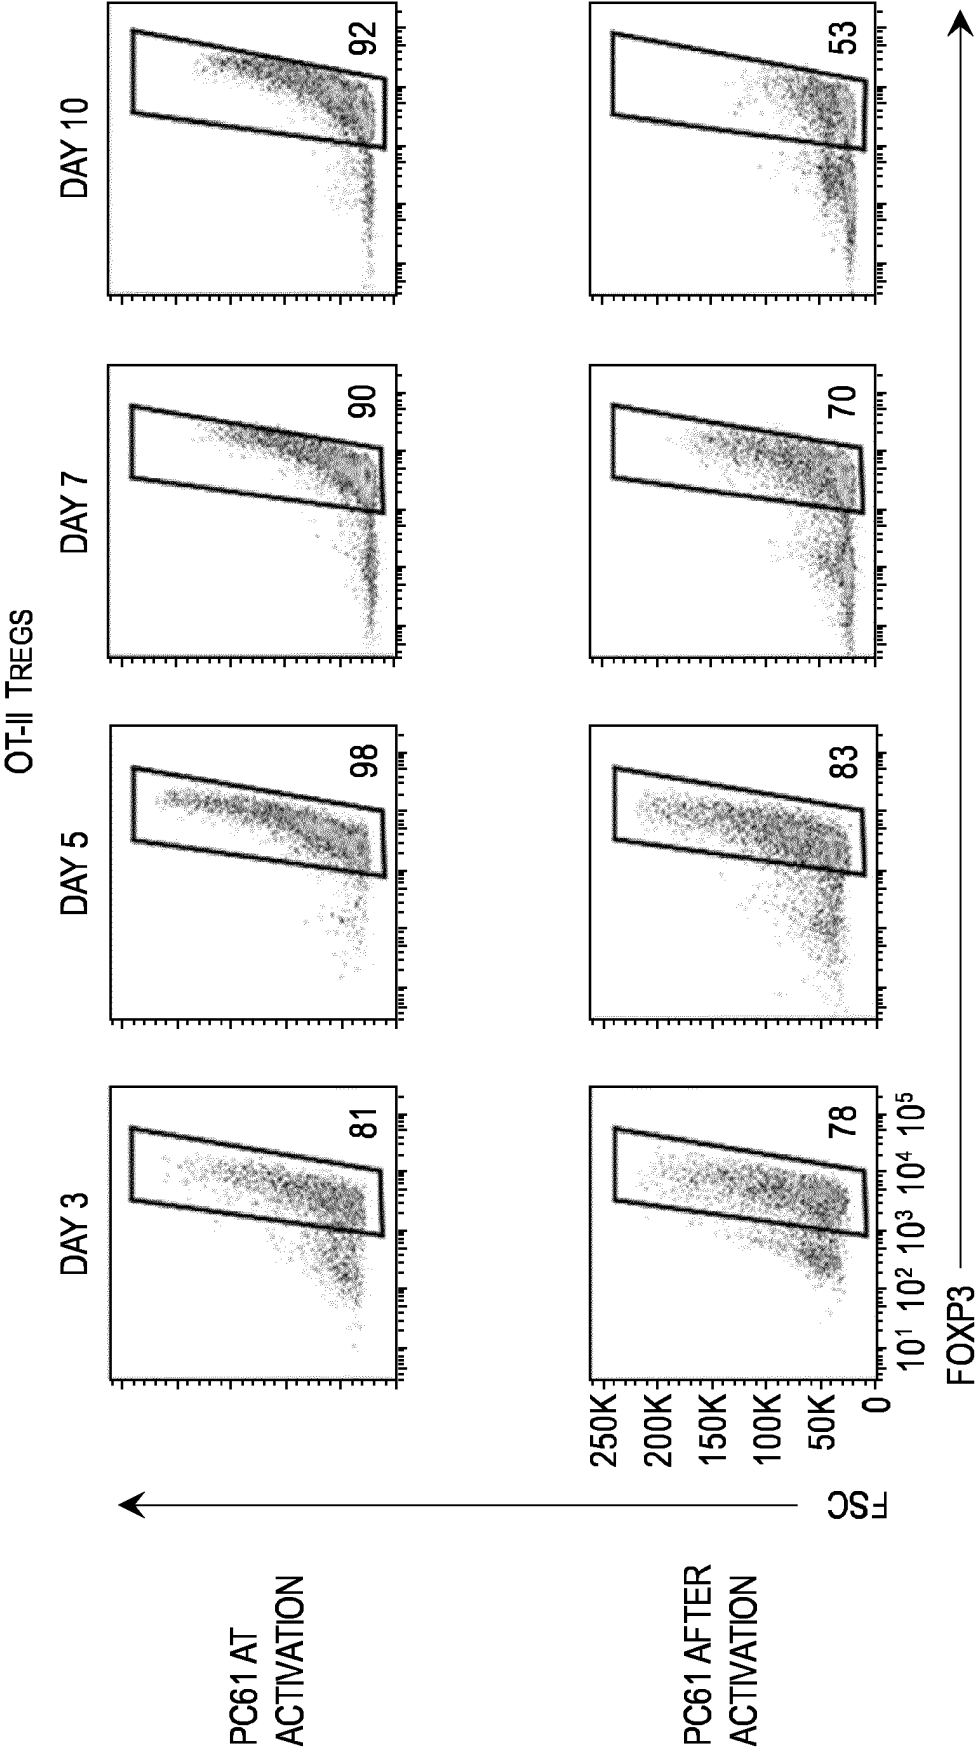 OT-II TREGS
DAY 3 DAY 5 DAY 7 DAY 10
PC61 AT
ACTIVATION
81 98 90 92
PC61 AFTER
ACTIVATION
78 83 70 53
FSC
250K
200K
150K
100K
50K
0
10¹ 10² 10³ 10⁴ 10⁵
FOXP3